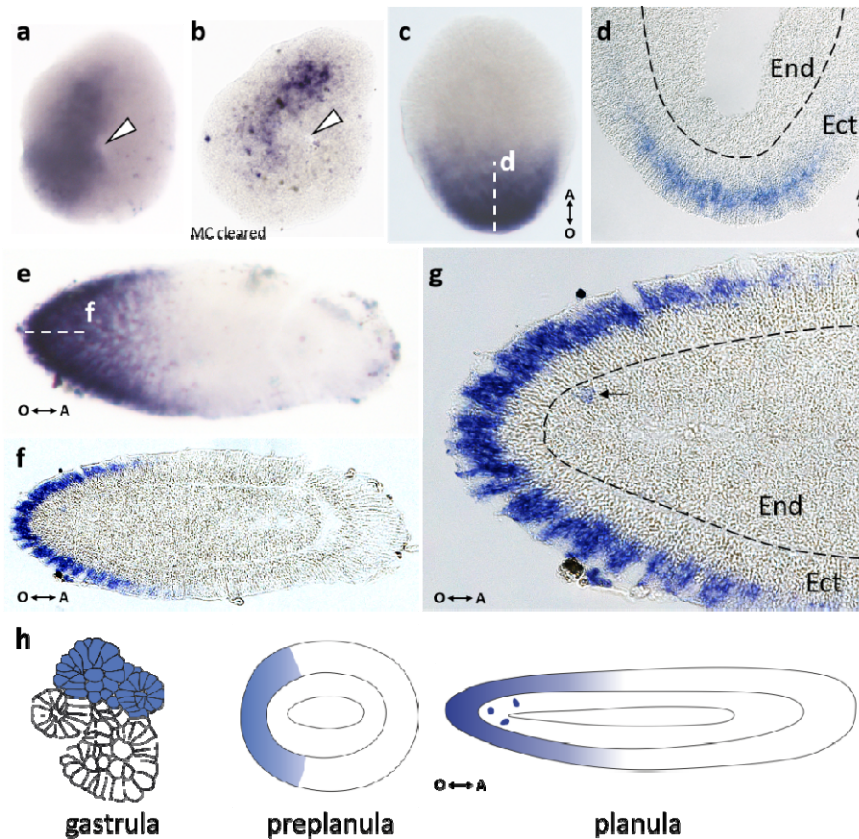 a
b
c
d
MC cleared
d
A
O
End
Ect
A
O
e
f
O A
f
O A
g
End
Ect
O A
h
O A
gastrula
preplanula
planula